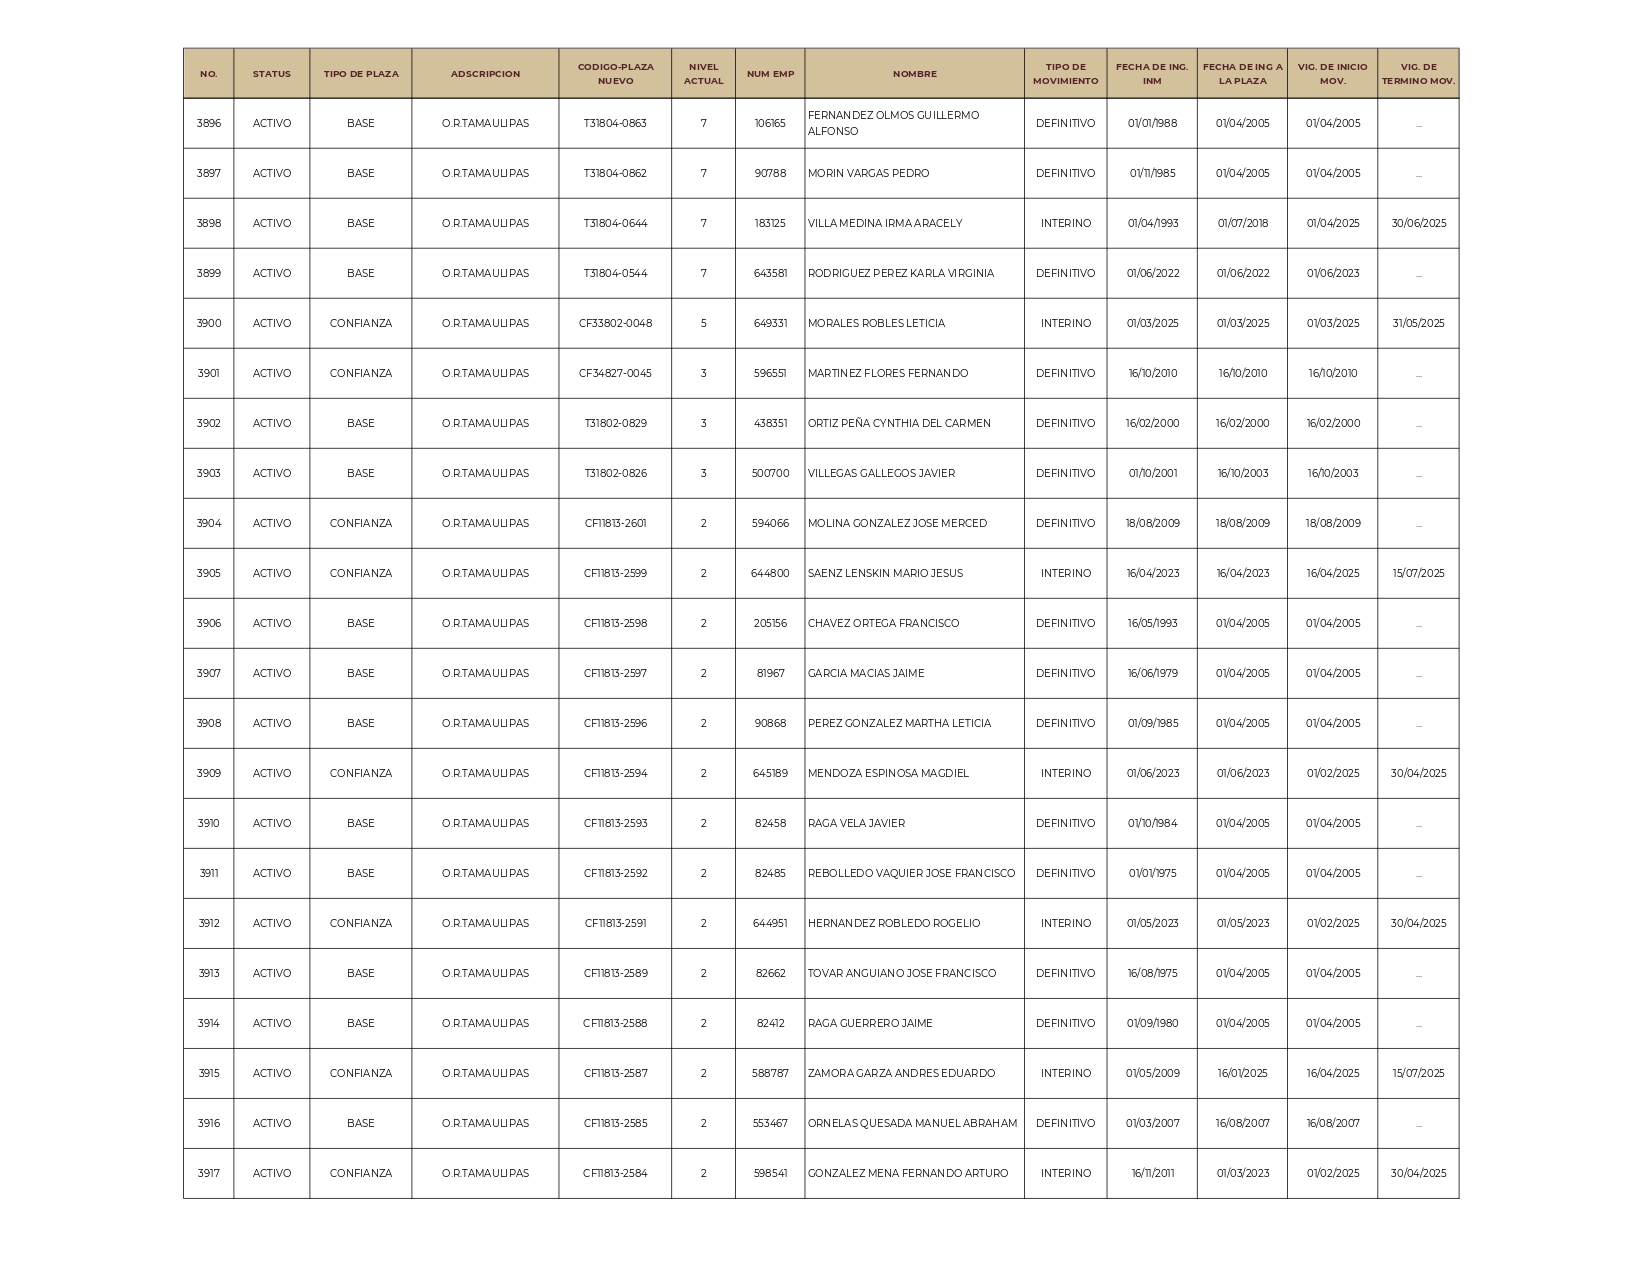 NO. STATUS TIPO DE PLAZA ADSCRIPCION CODIGO-PLAZA NUEVO NIVEL ACTUAL NUM EMP NOMBRE TIPO DE MOVIMIENTO FECHA DE ING. INM FECHA DE ING A LA PLAZA VIG. DE INICIO MOV. VIG. DE TERMINO MOV.
3896 ACTIVO BASE O.R.TAMAULIPAS T31804-0863 7 106165 FERNANDEZ OLMOS GUILLERMO ALFONSO DEFINITIVO 01/01/1988 01/04/2005 01/04/2005 ...
3897 ACTIVO BASE O.R.TAMAULIPAS T31804-0862 7 90788 MORIN VARGAS PEDRO DEFINITIVO 01/11/1985 01/04/2005 01/04/2005 ...
3898 ACTIVO BASE O.R.TAMAULIPAS T31804-0644 7 183125 VILLA MEDINA IRMA ARACELY INTERINO 01/04/1993 01/07/2018 01/04/2025 30/06/2025
3899 ACTIVO BASE O.R.TAMAULIPAS T31804-0544 7 643581 RODRIGUEZ PEREZ KARLA VIRGINIA DEFINITIVO 01/06/2022 01/06/2022 01/06/2023 ...
3900 ACTIVO CONFIANZA O.R.TAMAULIPAS CF33802-0048 5 649331 MORALES ROBLES LETICIA INTERINO 01/03/2025 01/03/2025 01/03/2025 31/05/2025
3901 ACTIVO CONFIANZA O.R.TAMAULIPAS CF34827-0045 3 596551 MARTINEZ FLORES FERNANDO DEFINITIVO 16/10/2010 16/10/2010 16/10/2010 ...
3902 ACTIVO BASE O.R.TAMAULIPAS T31802-0829 3 438351 ORTIZ PEÑA CYNTHIA DEL CARMEN DEFINITIVO 16/02/2000 16/02/2000 16/02/2000 ...
3903 ACTIVO BASE O.R.TAMAULIPAS T31802-0826 3 500700 VILLEGAS GALLEGOS JAVIER DEFINITIVO 01/10/2001 16/10/2003 16/10/2003 ...
3904 ACTIVO CONFIANZA O.R.TAMAULIPAS CF11813-2601 2 594066 MOLINA GONZALEZ JOSE MERCED DEFINITIVO 18/08/2009 18/08/2009 18/08/2009 ...
3905 ACTIVO CONFIANZA O.R.TAMAULIPAS CF11813-2599 2 644800 SAENZ LENSKIN MARIO JESUS INTERINO 16/04/2023 16/04/2023 16/04/2025 15/07/2025
3906 ACTIVO BASE O.R.TAMAULIPAS CF11813-2598 2 205156 CHAVEZ ORTEGA FRANCISCO DEFINITIVO 16/05/1993 01/04/2005 01/04/2005 ...
3907 ACTIVO BASE O.R.TAMAULIPAS CF11813-2597 2 81967 GARCIA MACIAS JAIME DEFINITIVO 16/06/1979 01/04/2005 01/04/2005 ...
3908 ACTIVO BASE O.R.TAMAULIPAS CF11813-2596 2 90868 PEREZ GONZALEZ MARTHA LETICIA DEFINITIVO 01/09/1985 01/04/2005 01/04/2005 ...
3909 ACTIVO CONFIANZA O.R.TAMAULIPAS CF11813-2594 2 645189 MENDOZA ESPINOSA MAGDIEL INTERINO 01/06/2023 01/06/2023 01/02/2025 30/04/2025
3910 ACTIVO BASE O.R.TAMAULIPAS CF11813-2593 2 82458 RAGA VELA JAVIER DEFINITIVO 01/10/1984 01/04/2005 01/04/2005 ...
3911 ACTIVO BASE O.R.TAMAULIPAS CF11813-2592 2 82485 REBOLLEDO VAQUIER JOSE FRANCISCO DEFINITIVO 01/01/1975 01/04/2005 01/04/2005 ...
3912 ACTIVO CONFIANZA O.R.TAMAULIPAS CF11813-2591 2 644951 HERNANDEZ ROBLEDO ROGELIO INTERINO 01/05/2023 01/05/2023 01/02/2025 30/04/2025
3913 ACTIVO BASE O.R.TAMAULIPAS CF11813-2589 2 82662 TOVAR ANGUIANO JOSE FRANCISCO DEFINITIVO 16/08/1975 01/04/2005 01/04/2005 ...
3914 ACTIVO BASE O.R.TAMAULIPAS CF11813-2588 2 82412 RAGA GUERRERO JAIME DEFINITIVO 01/09/1980 01/04/2005 01/04/2005 ...
3915 ACTIVO CONFIANZA O.R.TAMAULIPAS CF11813-2587 2 588787 ZAMORA GARZA ANDRES EDUARDO INTERINO 01/05/2009 16/01/2025 16/04/2025 15/07/2025
3916 ACTIVO BASE O.R.TAMAULIPAS CF11813-2585 2 553467 ORNELAS QUESADA MANUEL ABRAHAM DEFINITIVO 01/03/2007 16/08/2007 16/08/2007 ...
3917 ACTIVO CONFIANZA O.R.TAMAULIPAS CF11813-2584 2 598541 GONZALEZ MENA FERNANDO ARTURO INTERINO 16/11/2011 01/03/2023 01/02/2025 30/04/2025